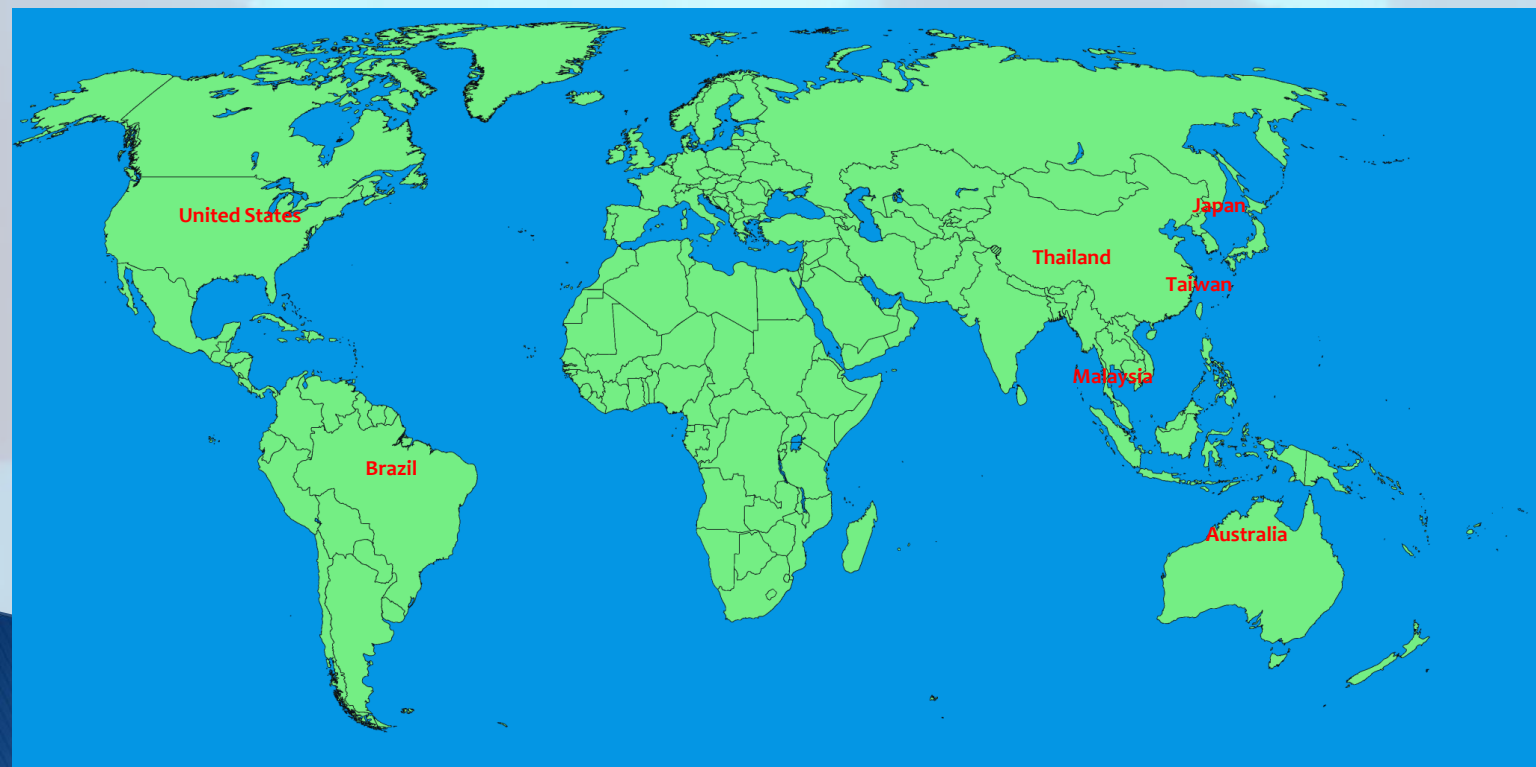 United States
Japan
Thailand
Taiwan
Malaysia
Brazil
Australia